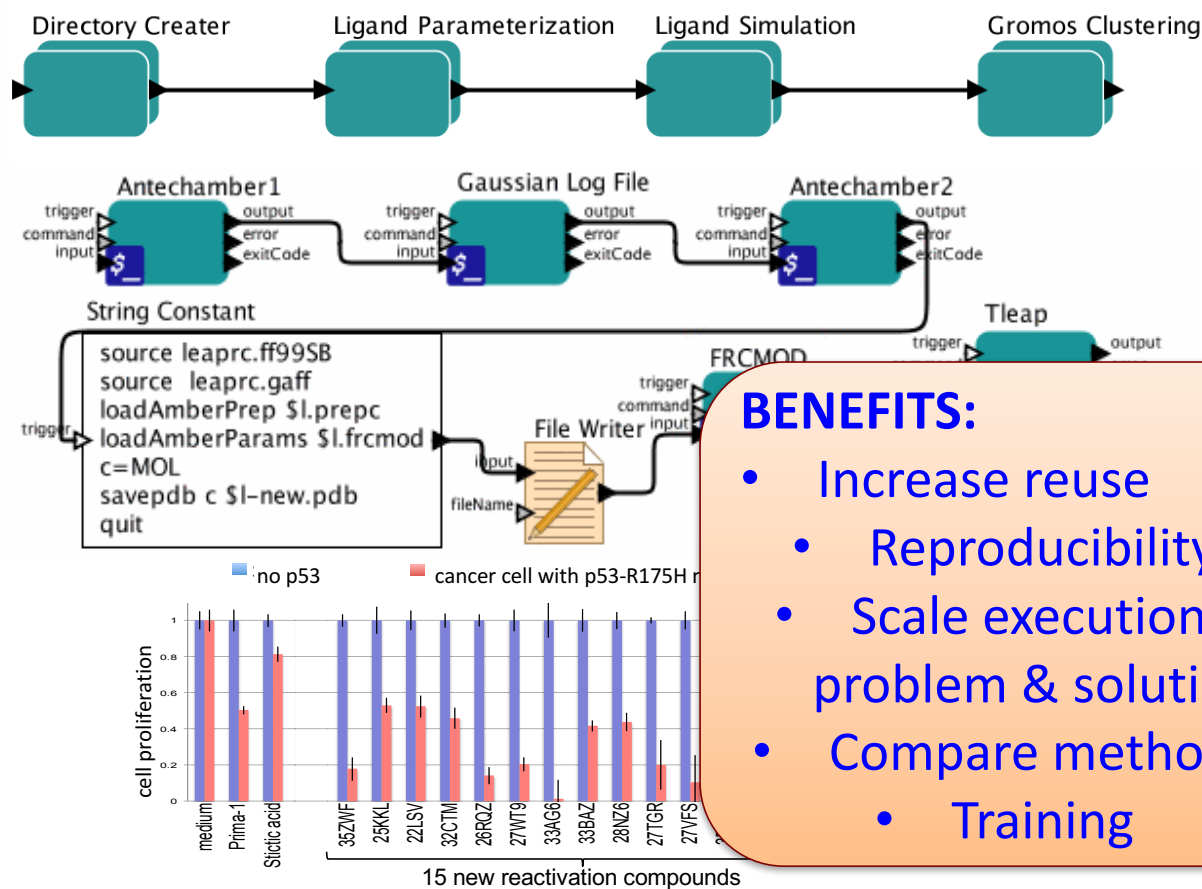 Directory Creater
Ligand Parameterization
Ligand Simulation
Gromos Clustering
Antechamber1
trigger
command
input
$_
output
error
exitCode
Gaussian Log File
trigger
command
input
$_
output
error
exitCode
Antechamber2
trigger
command
input
$_
output
error
exitCode
String Constant
trigger
source leaprc.ff99SB
source leaprc.gaff
loadAmberPrep $l.prepc
loadAmberParams $l.frcmod
c=MOL
savepdb c $l-new.pdb
quit
File Writer
input
fileName
FRCMOD
trigger
command
input
Tleap
trigger
output
BENEFITS:
• Increase reuse
• Reproducibility
• Scale execution
problem & soluti
• Compare metho
• Training
no p53
cancer cell with p53-R175H
cell proliferation
1
0.8
0.6
0.4
0.2
0
medium
Prima-1
Stictic acid
35ZWF
25KKL
22LSV
32CTM
26RQZ
27WT9
33AG6
33BAZ
28NZ6
27TGR
27VFS
15 new reactivation compounds